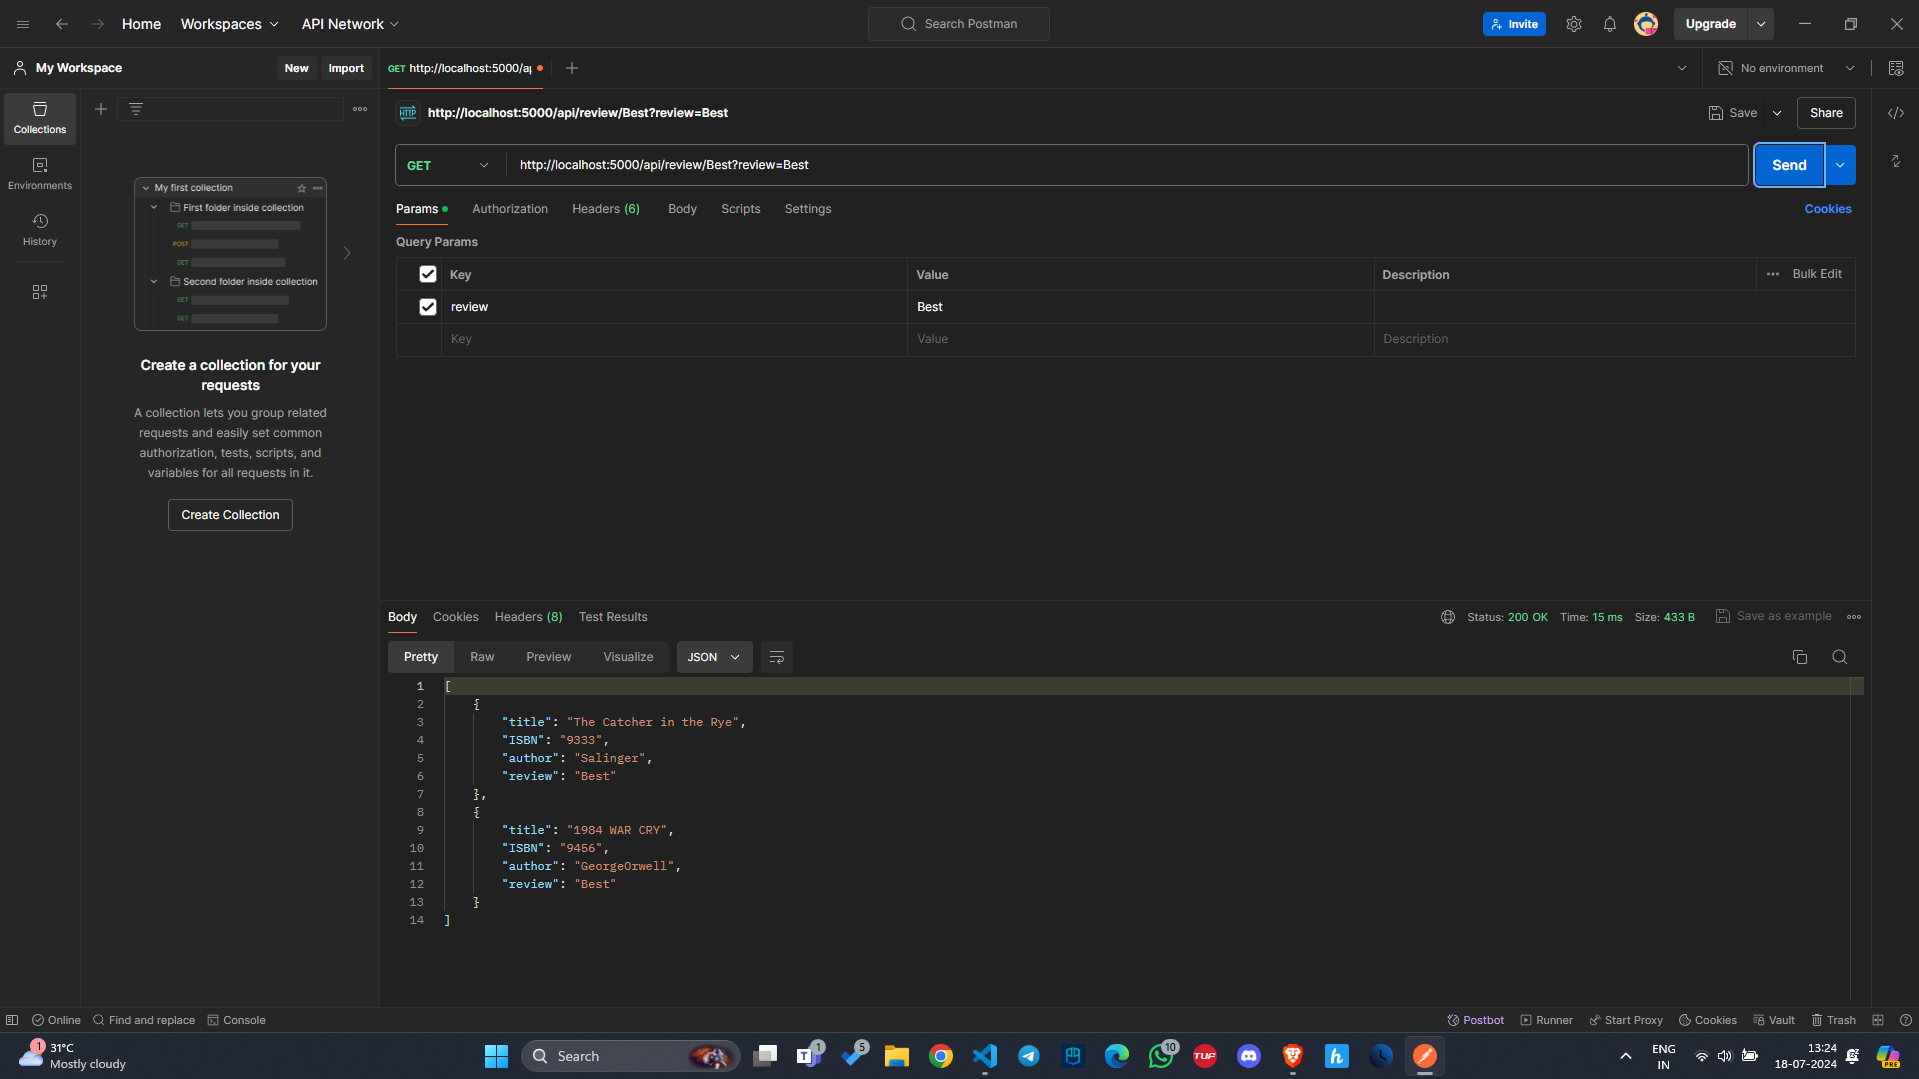 Home Workspaces API Network Search Postman Invite Upgrade
My Workspace New Import GET http://localhost:5000/a No environment
Collections
Environments
History
My first collection
First folder inside collection
GET
POST
GET
Second folder inside collection
GET
GET
Create a collection for your
requests
A collection lets you group related
requests and easily set common
authorization, tests, scripts, and
variables for all requests in it.
Create Collection
HTTP http://localhost:5000/api/review/Best?review=Best Save Share
GET http://localhost:5000/api/review/Best?review=Best Send
Params Authorization Headers (6) Body Scripts Settings Cookies
Query Params
Key Value Description Bulk Edit
review Best
Key Value Description
Body Cookies Headers (8) Test Results Status: 200 OK Time: 15 ms Size: 433 B Save as example
Pretty Raw Preview Visualize JSON
1 [
2 {
3 "title": "The Catcher in the Rye",
4 "ISBN": "9333",
5 "author": "Salinger",
6 "review": "Best"
7 },
8 {
9 "title": "1984 WAR CRY",
10 "ISBN": "9456",
11 "author": "GeorgeOrwell",
12 "review": "Best"
13 }
14 ]
Online Find and replace Console Postbot Runner Start Proxy Cookies Vault Trash
1 31°C
Mostly cloudy
Search 1 5 10 TUF
ENG
IN
13:24
18-07-2024
PRE